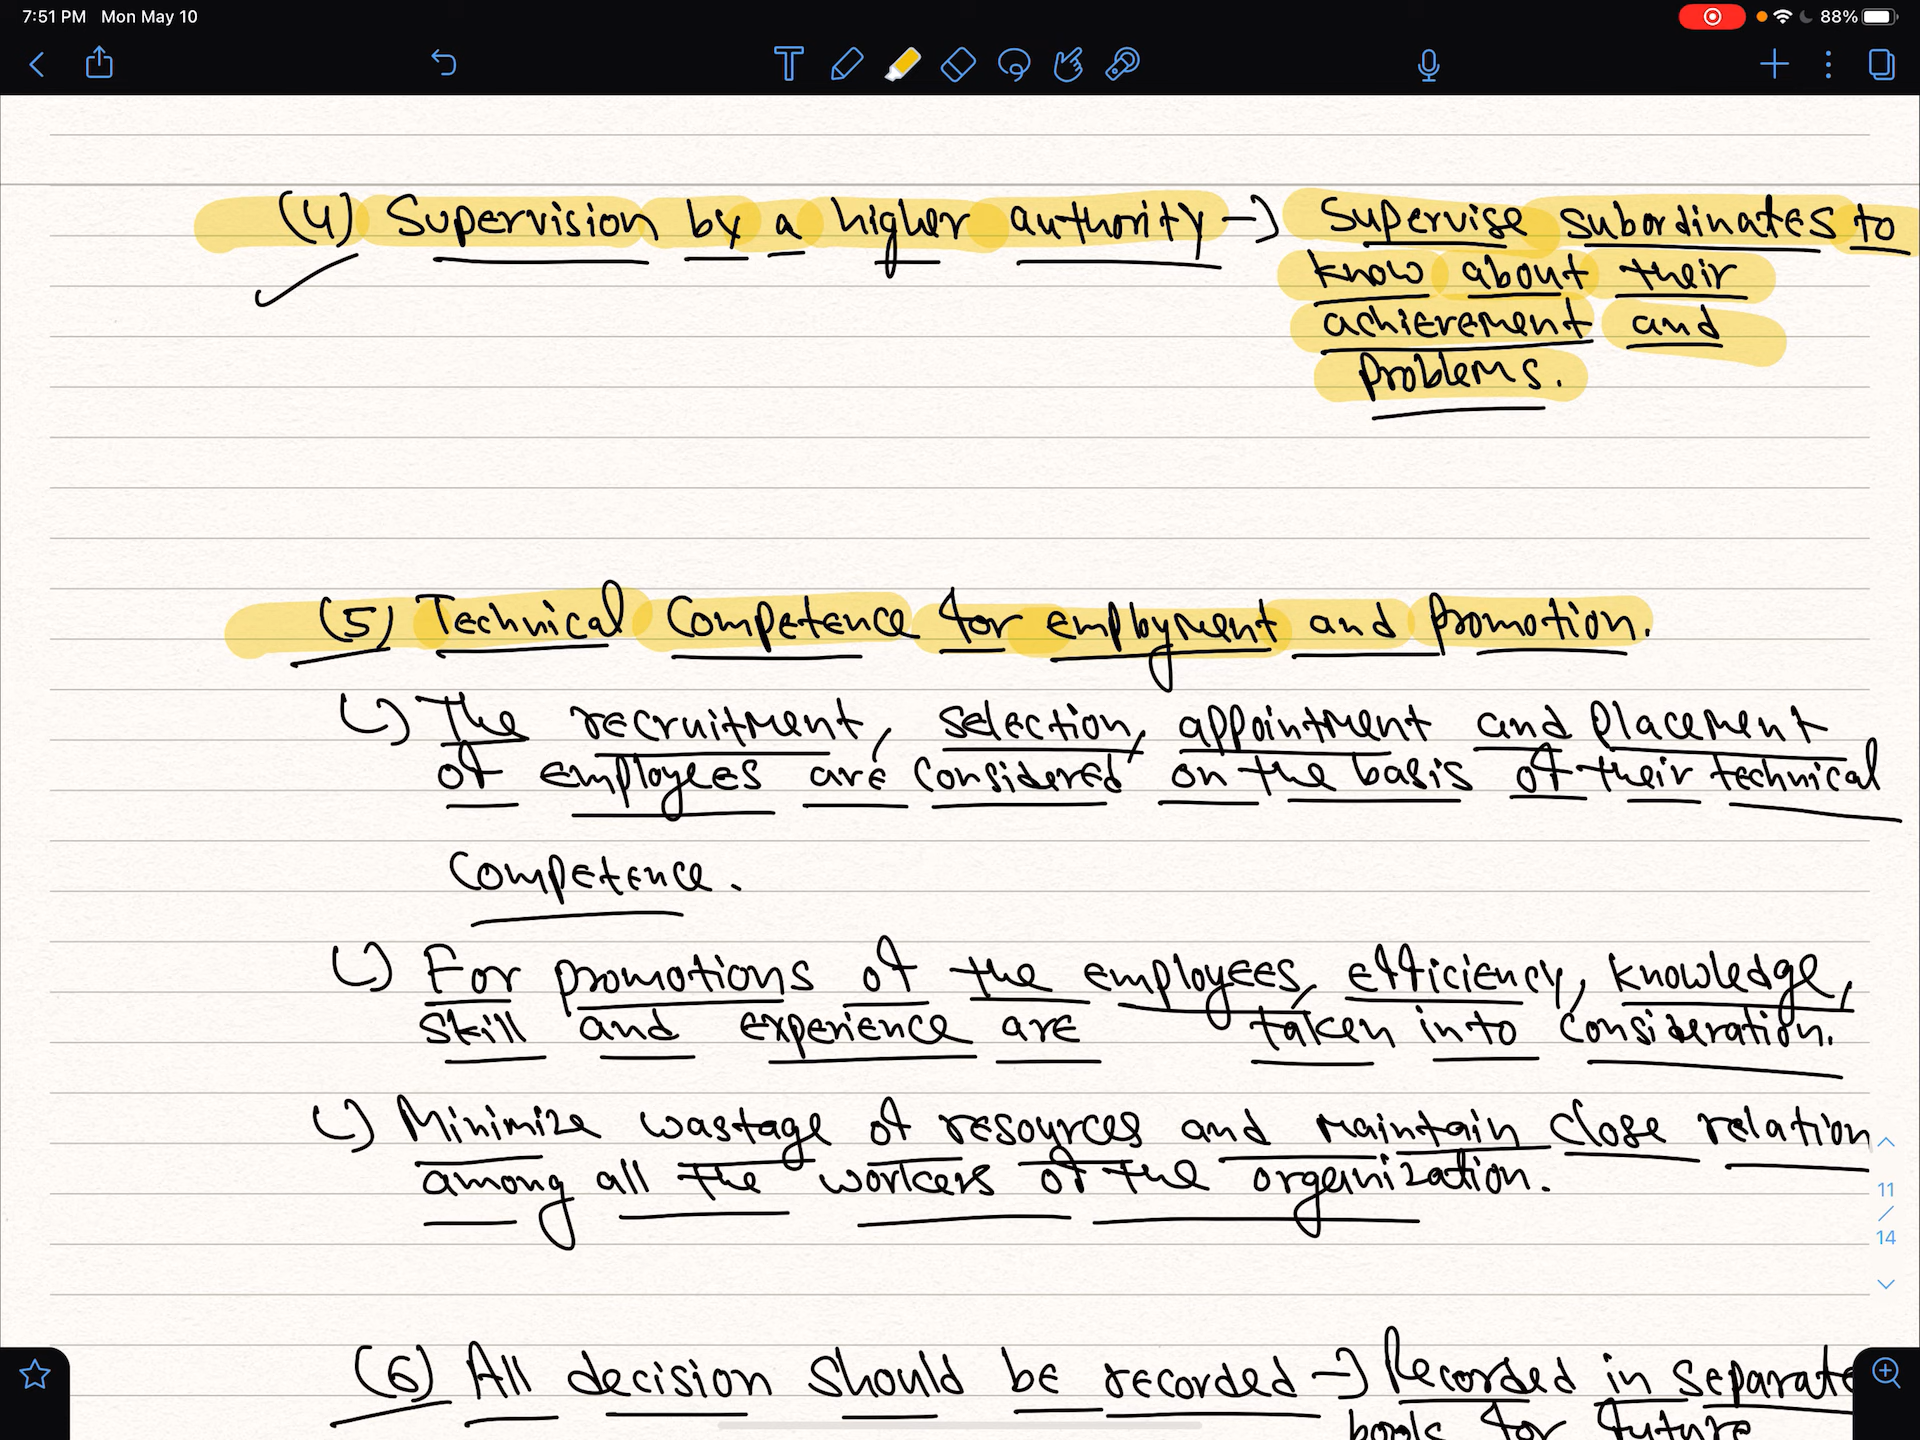 7:51 PM Mon May 10
88%
(4) Supervision by a higher authority → Supervise subordinates to
know about their
achievement and
problems.
(5) Technical Competence for employment and promotion.
↳ The recruitment, selection, appointment and placement
of employees are considered on the basis of their technical
competence.
↳ For promotions of the employees, efficiency, knowledge,
skill and experience are taken into consideration.
↳ Minimize wastage of resources and maintain close relation
among all the workers of the organization.
11
/
14
(6) All decision should be recorded → Recorded in separate
books for future